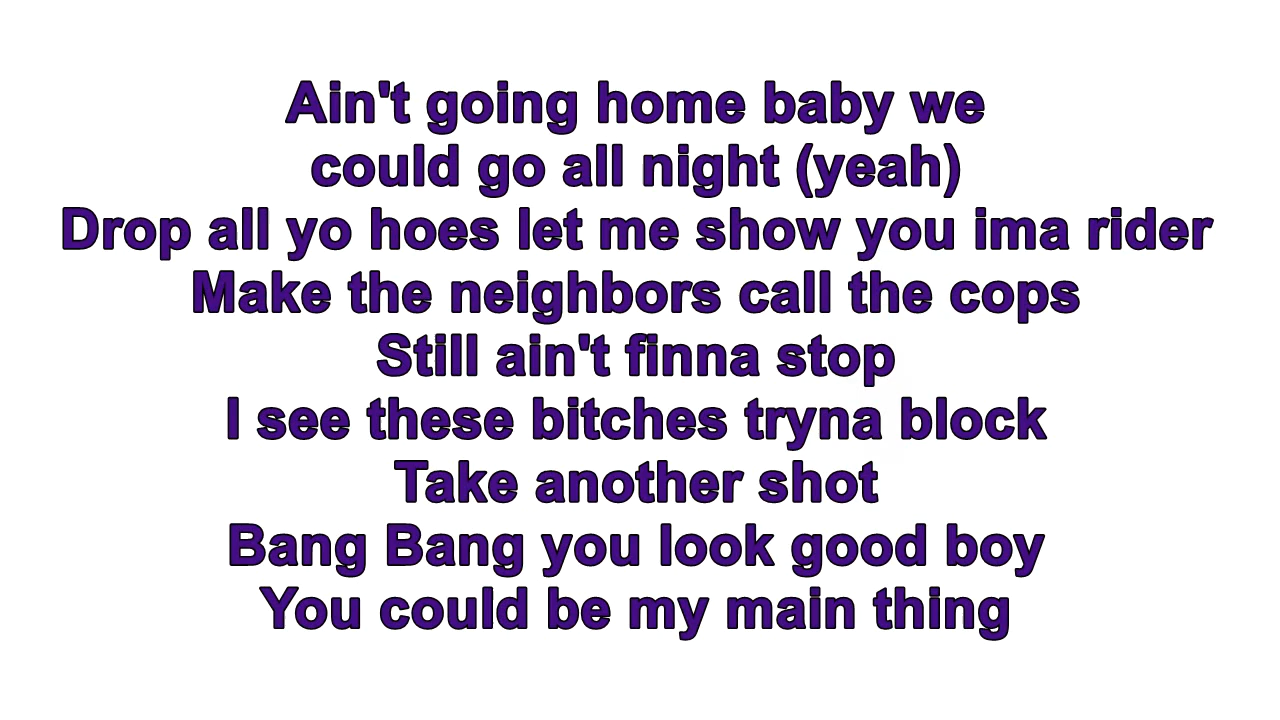 Ain't going home baby we
could go all night (yeah)
Drop all yo hoes let me show you ima rider
Make the neighbors call the cops
Still ain't finna stop
I see these bitches tryna block
Take another shot
Bang Bang you look good boy
You could be my main thing